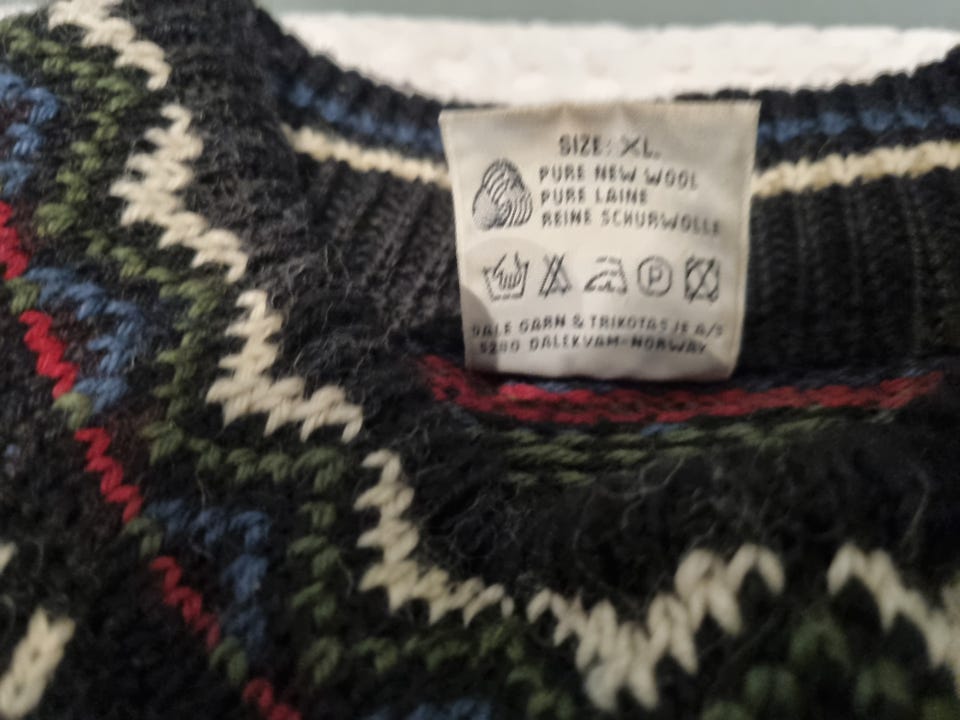 SIZE: XL.
PURE NEW WOOL
PURE LAINE
REINE SCHURWOLLE
P
DALE GARN & TRIKOTASJE A/S
5280 DALEKVAM-NORWAY